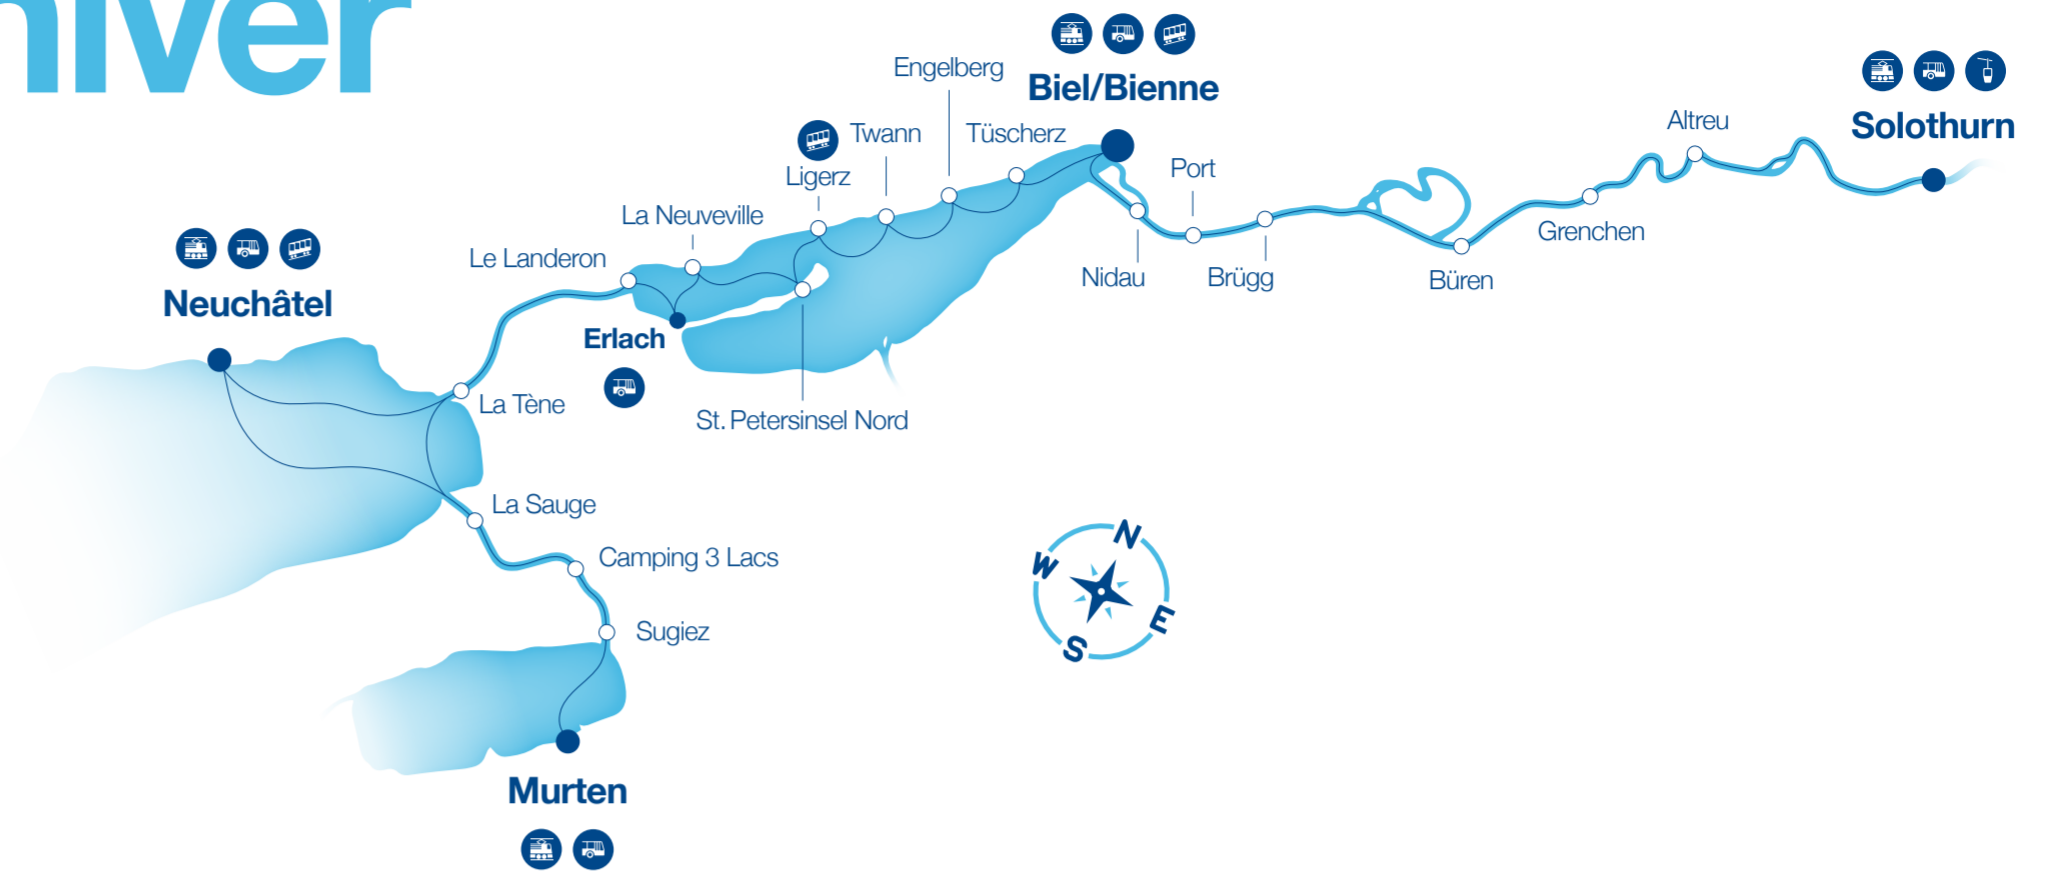 hiver
Engelberg
Biel/Bienne
Solothurn
Twann
Tüscherz
Altreu
Ligerz
Port
La Neuveville
Grenchen
Le Landeron
Nidau
Brügg
Büren
Neuchâtel
Erlach
La Tène
St. Petersinsel Nord
La Sauge
Camping 3 Lacs
Sugiez
N
W
E
S
Murten